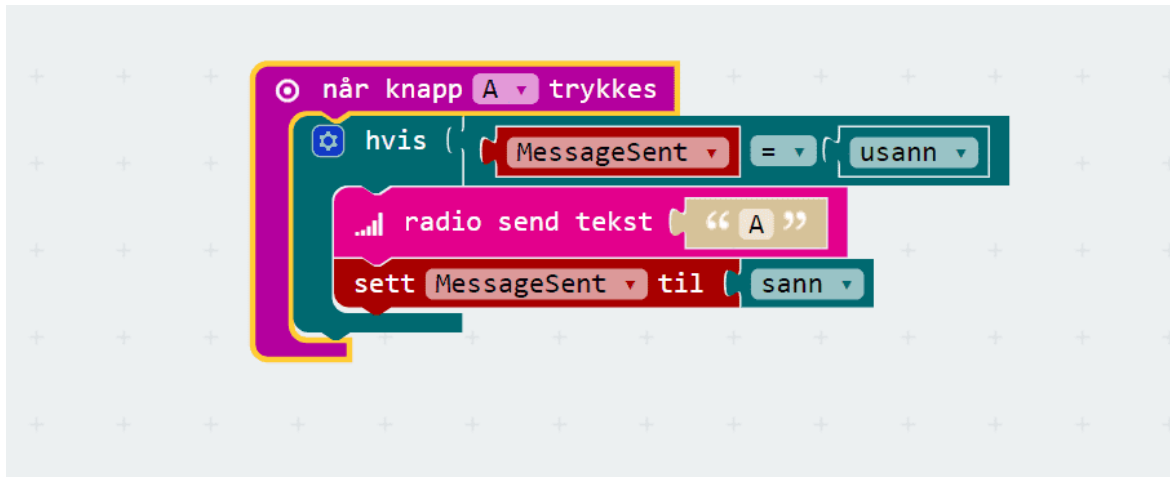 når knapp A trykkes
hvis ( MessageSent = ( usann
radio send tekst “ A ”
sett MessageSent til sann